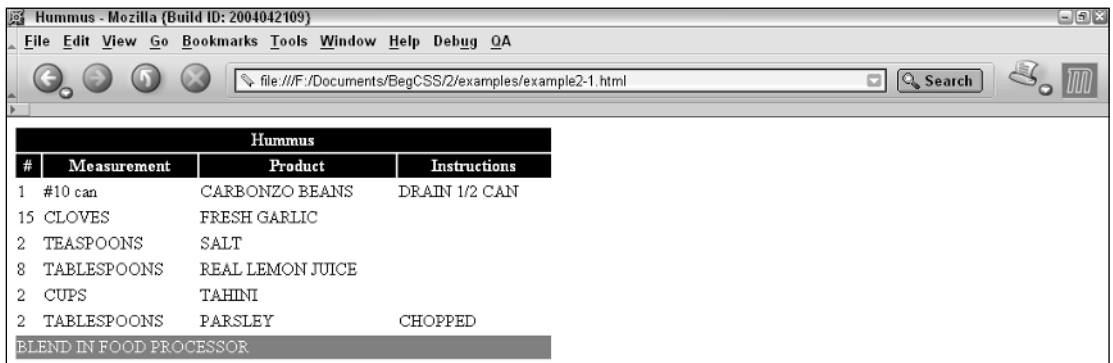 Hummus - Mozilla {Build ID: 2004042109}
File Edit View Go Bookmarks Tools Window Help Debug QA
file:///F:/Documents/BegCSS/2/examples/example2-1.html Search
Hummus
# Measurement Product Instructions
1 #10 can CARBONZO BEANS DRAIN 1/2 CAN
15 CLOVES FRESH GARLIC
2 TEASPOONS SALT
8 TABLESPOONS REAL LEMON JUICE
2 CUPS TAHINI
2 TABLESPOONS PARSLEY CHOPPED
BLEND IN FOOD PROCESSOR